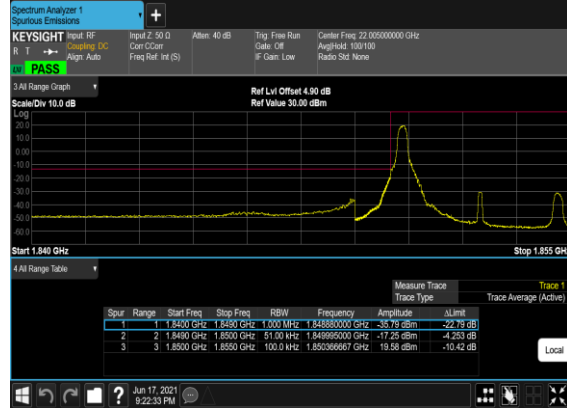 Spectrum Analyzer 1
Spurious Emissions
KEYSIGHT Input: RF Input Z: 50 Ω Atten: 40 dB Trig: Free Run Center Freq: 22.005000000 GHz
R T Coupling: DC Corr CCorr Gate: Off Avg|Hold: 100/100
Align: Auto Freq Ref: Int (S) IF Gain: Low Radio Std: None
PASS
3 All Range Graph
Ref Lvl Offset 4.90 dB
Scale/Div 10.0 dB Ref Value 30.00 dBm
Log
20.0
10.0
0.00
-10.0
-20.0
-30.0
-40.0
-50.0
-60.0
Start 1.840 GHz Stop 1.855 GHz
4 All Range Table
Measure Trace Trace 1
Trace Type Trace Average (Active)
Spur Range Start Freq Stop Freq RBW Frequency Amplitude ΔLimit
1 1 1.8400 GHz 1.8490 GHz 1.000 MHz 1.848880000 GHz -35.79 dBm -22.79 dB
2 2 1.8490 GHz 1.8500 GHz 51.00 kHz 1.849995000 GHz -17.25 dBm -4.253 dB
3 3 1.8500 GHz 1.8550 GHz 100.0 kHz 1.850366667 GHz 19.58 dBm -10.42 dB
Local
? Jun 17, 2021
9:22:33 PM